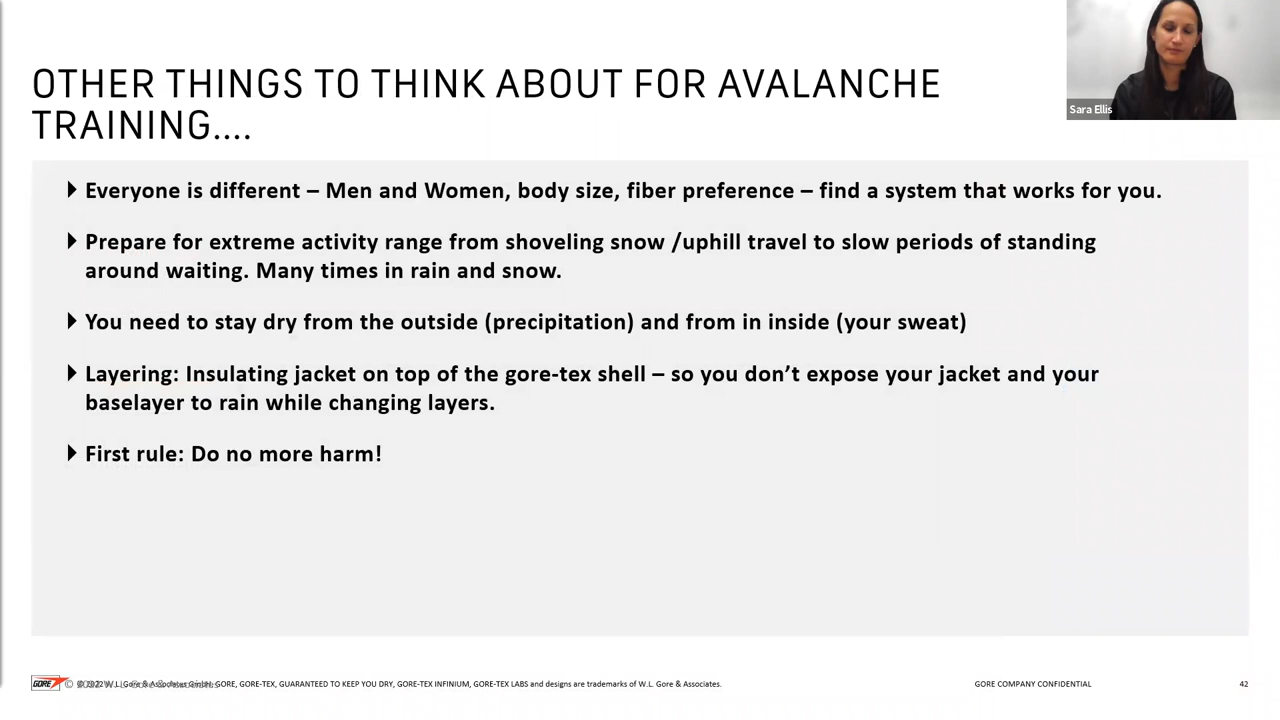 Sara Ellis
OTHER THINGS TO THINK ABOUT FOR AVALANCHE
TRAINING....
Everyone is different – Men and Women, body size, fiber preference – find a system that works for you.
Prepare for extreme activity range from shoveling snow /uphill travel to slow periods of standing
around waiting. Many times in rain and snow.
You need to stay dry from the outside (precipitation) and from in inside (your sweat)
Layering: Insulating jacket on top of the gore-tex shell – so you don’t expose your jacket and your
baselayer to rain while changing layers.
First rule: Do no more harm!
GORE
GORE, GORE-TEX, GUARANTEED TO KEEP YOU DRY, GORE-TEX INFINIUM, GORE-TEX LABS and designs are trademarks of W.L. Gore & Associates.
GORE COMPANY CONFIDENTIAL
42